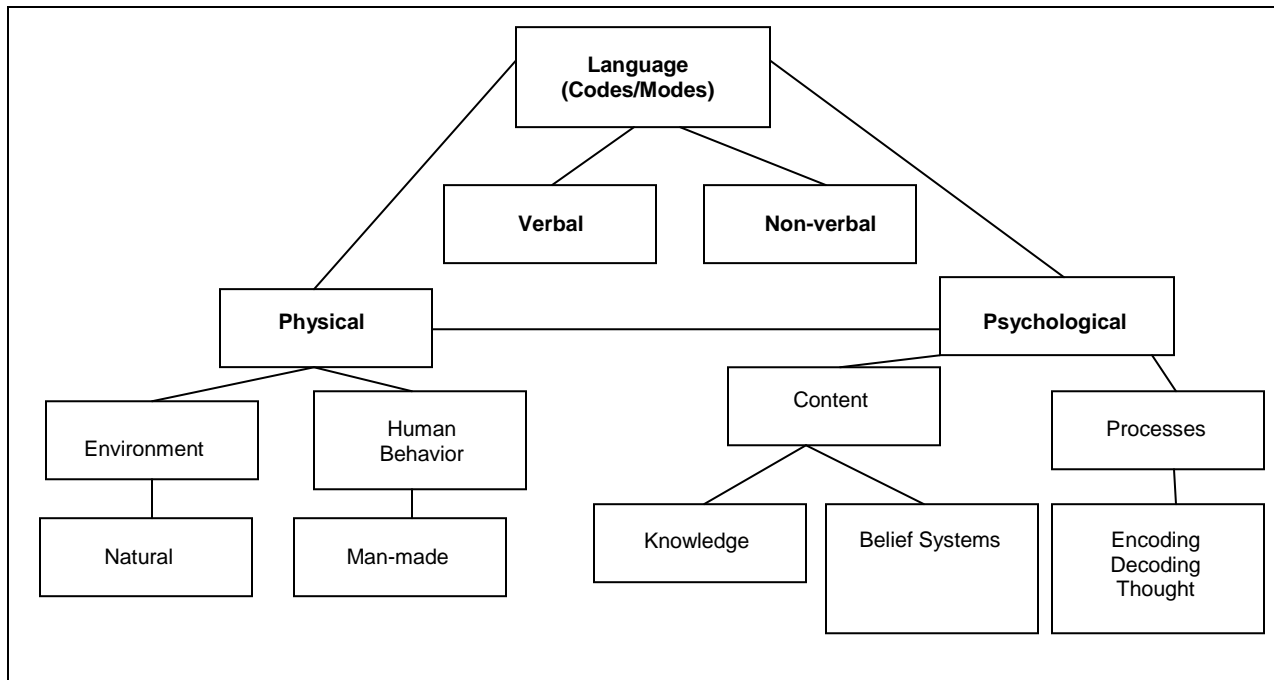 Language
(Codes/Modes)
Verbal
Non-verbal
Physical
Psychological
Environment
Human
Behavior
Content
Processes
Natural
Man-made
Knowledge
Belief Systems
Encoding
Decoding
Thought